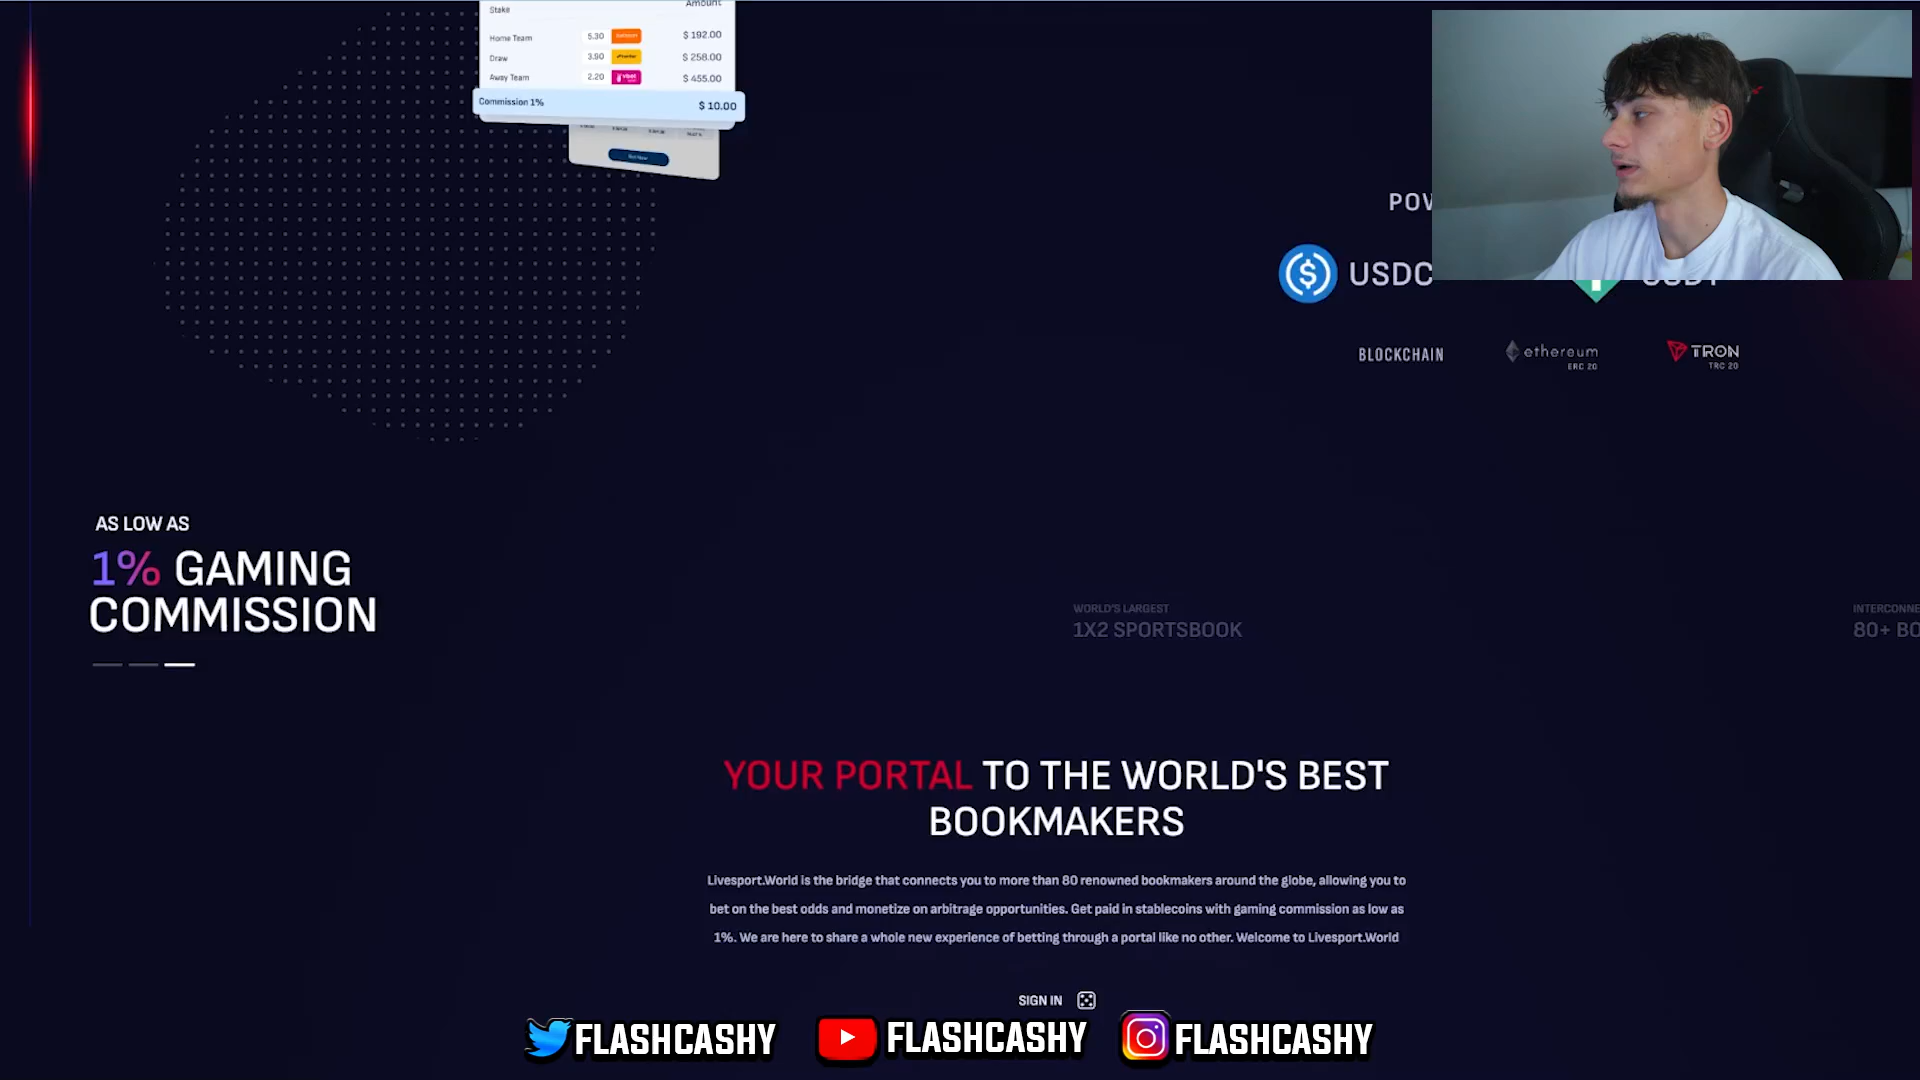 Stake Amount
Home Team 5.30 $ 192.00
Draw 3.90 $ 258.00
Away Team 2.20 vbet $ 455.00
Commission 1% $ 10.00
Bet Now
POW
USDC
BLOCKCHAIN ethereum TRON
ERC 20 TRC 20
AS LOW AS
1% GAMING
COMMISSION
WORLD'S LARGEST
1X2 SPORTSBOOK
INTERCONNE
80+ BO
YOUR PORTAL TO THE WORLD'S BEST
BOOKMAKERS
Livesport.World is the bridge that connects you to more than 80 renowned bookmakers around the globe, allowing you to
bet on the best odds and monetize on arbitrage opportunities. Get paid in stablecoins with gaming commission as low as
1%. We are here to share a whole new experience of betting through a portal like no other. Welcome to Livesport.World
SIGN IN
FLASHCASHY FLASHCASHY FLASHCASHY